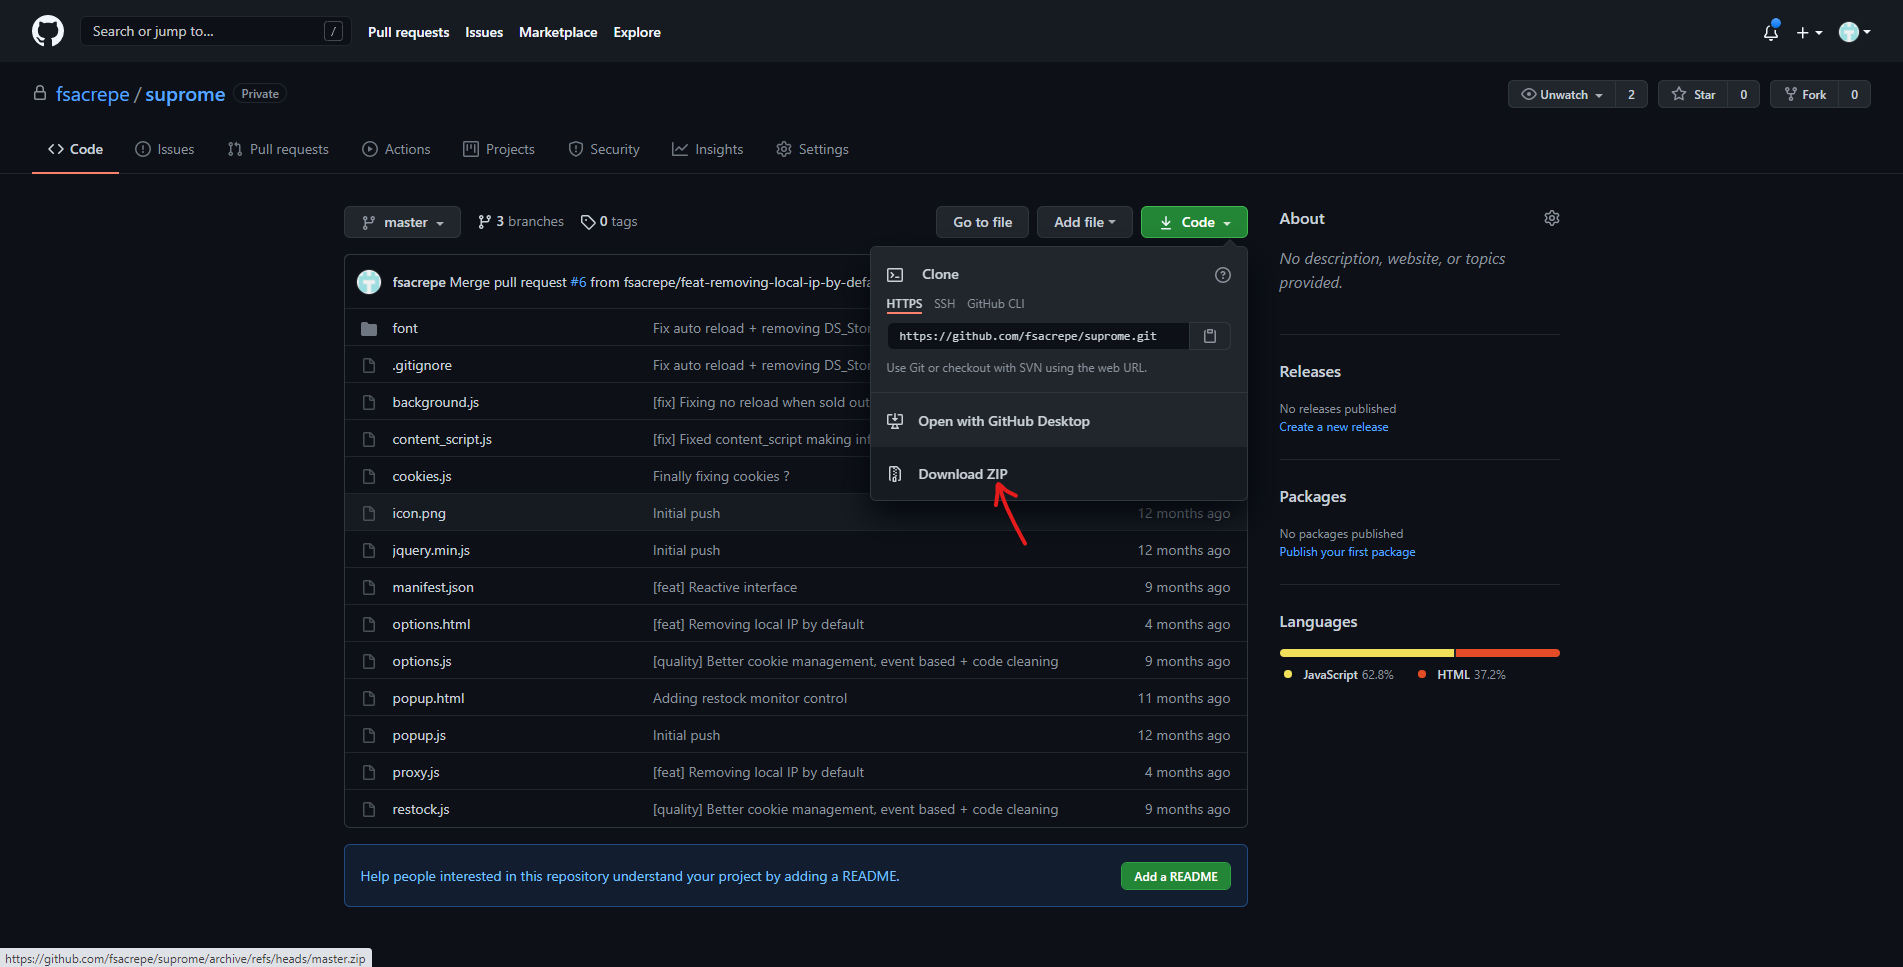 Search or jump to... /
Pull requests Issues Marketplace Explore
fsacrepe / suprome Private
Unwatch 2 Star 0 Fork 0
Code Issues Pull requests Actions Projects Security Insights Settings
master 3 branches 0 tags Go to file Add file Code
fsacrepe Merge pull request #6 from fsacrepe/feat-removing-local-ip-by-defa
font Fix auto reload + removing DS_Stor
.gitignore Fix auto reload + removing DS_Stor
background.js [fix] Fixing no reload when sold out
content_script.js [fix] Fixed content_script making inf
cookies.js Finally fixing cookies ?
icon.png Initial push 12 months ago
jquery.min.js Initial push 12 months ago
manifest.json [feat] Reactive interface 9 months ago
options.html [feat] Removing local IP by default 4 months ago
options.js [quality] Better cookie management, event based + code cleaning 9 months ago
popup.html Adding restock monitor control 11 months ago
popup.js Initial push 12 months ago
proxy.js [feat] Removing local IP by default 4 months ago
restock.js [quality] Better cookie management, event based + code cleaning 9 months ago
Clone ?
HTTPS SSH GitHub CLI
https://github.com/fsacrepe/suprome.git
Use Git or checkout with SVN using the web URL.
Open with GitHub Desktop
Download ZIP
Help people interested in this repository understand your project by adding a README. Add a README
About
No description, website, or topics
provided.
Releases
No releases published
Create a new release
Packages
No packages published
Publish your first package
Languages
JavaScript 62.8% HTML 37.2%
https://github.com/fsacrepe/suprome/archive/refs/heads/master.zip